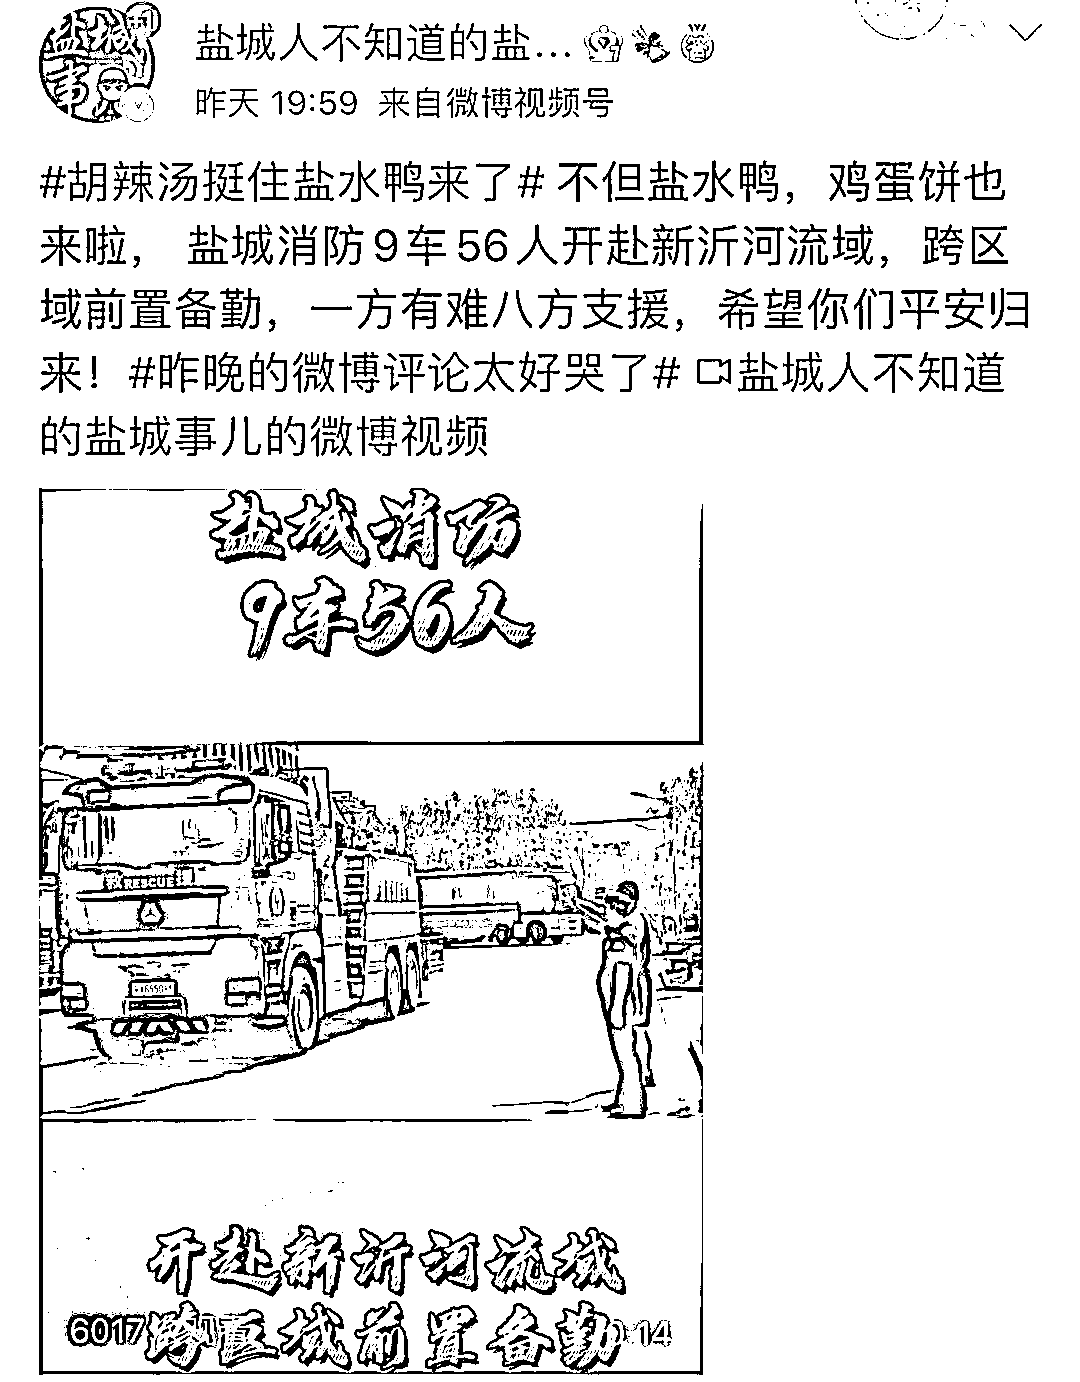 盐城人不知道的盐...
昨天 19:59 来自微博视频号
#胡辣汤挺住盐水鸭来了# 不但盐水鸭，鸡蛋饼也
来啦， 盐城消防9车56人开赴新沂河流域，跨区
域前置备勤，一方有难八方支援，希望你们平安归
来！#昨晚的微博评论太好哭了# 盐城人不知道
的盐城事儿的微博视频
盐城消防
9车56人
RESCUE
开赴新沂河流域
跨区域前置备勤
6017
:14